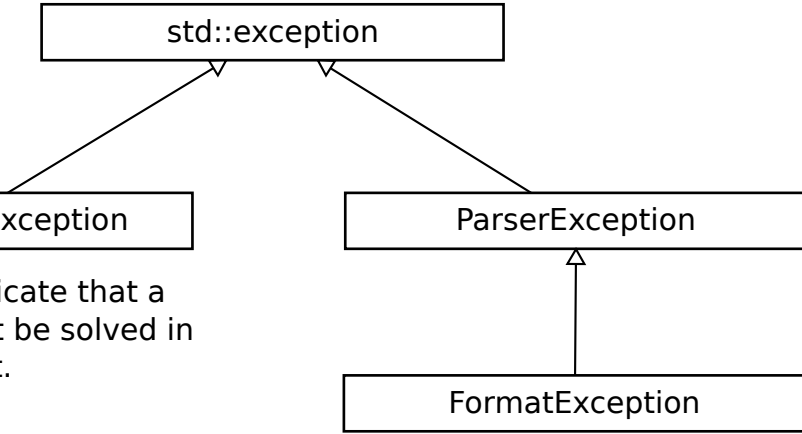 std::exception
xception
ParserException
icate that a
be solved in
FormatException